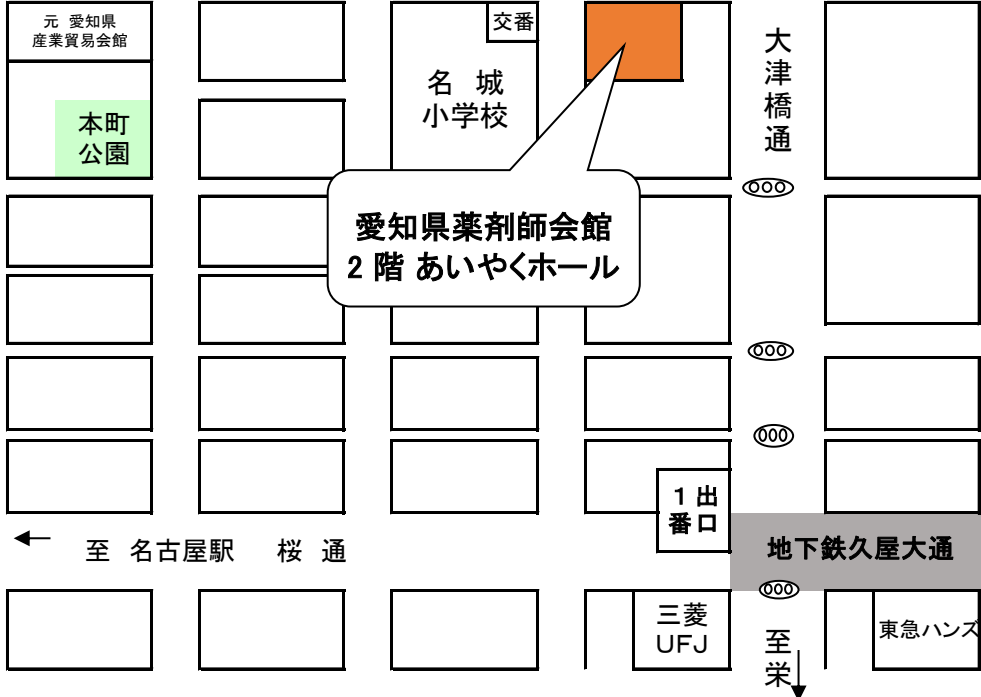 元 愛知県
産業貿易会館
交番
名 城
小学校
大津橋通
本町
公園
愛知県薬剤師会館
2 階 あいやくホール
1 出
番口
地下鉄久屋大通
至 名古屋駅 桜 通
三菱
UFJ
至栄
東急ハンズ